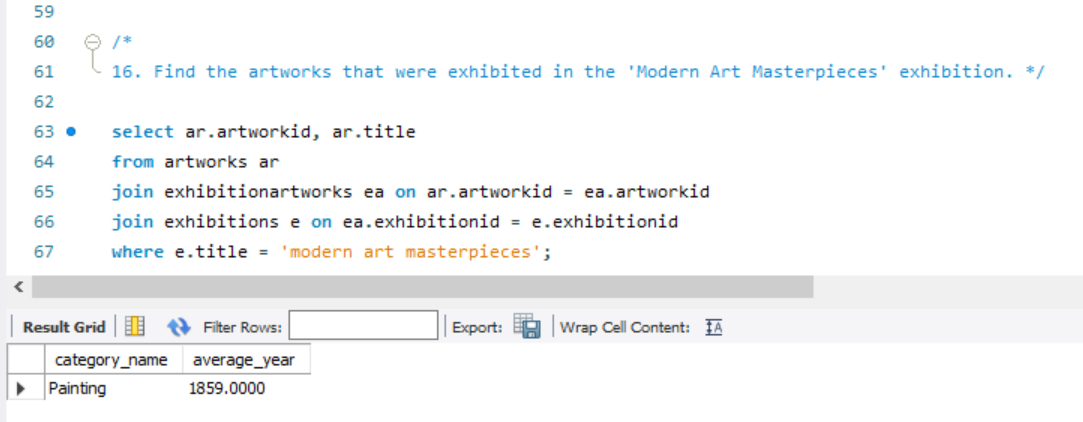 59
60 /*
61 16. Find the artworks that were exhibited in the 'Modern Art Masterpieces' exhibition. */
62
63 select ar.artworkid, ar.title
64 from artworks ar
65 join exhibitionartworks ea on ar.artworkid = ea.artworkid
66 join exhibitions e on ea.exhibitionid = e.exhibitionid
67 where e.title = 'modern art masterpieces';
Result Grid Filter Rows: Export: Wrap Cell Content: IA
category_name average_year
Painting 1859.0000